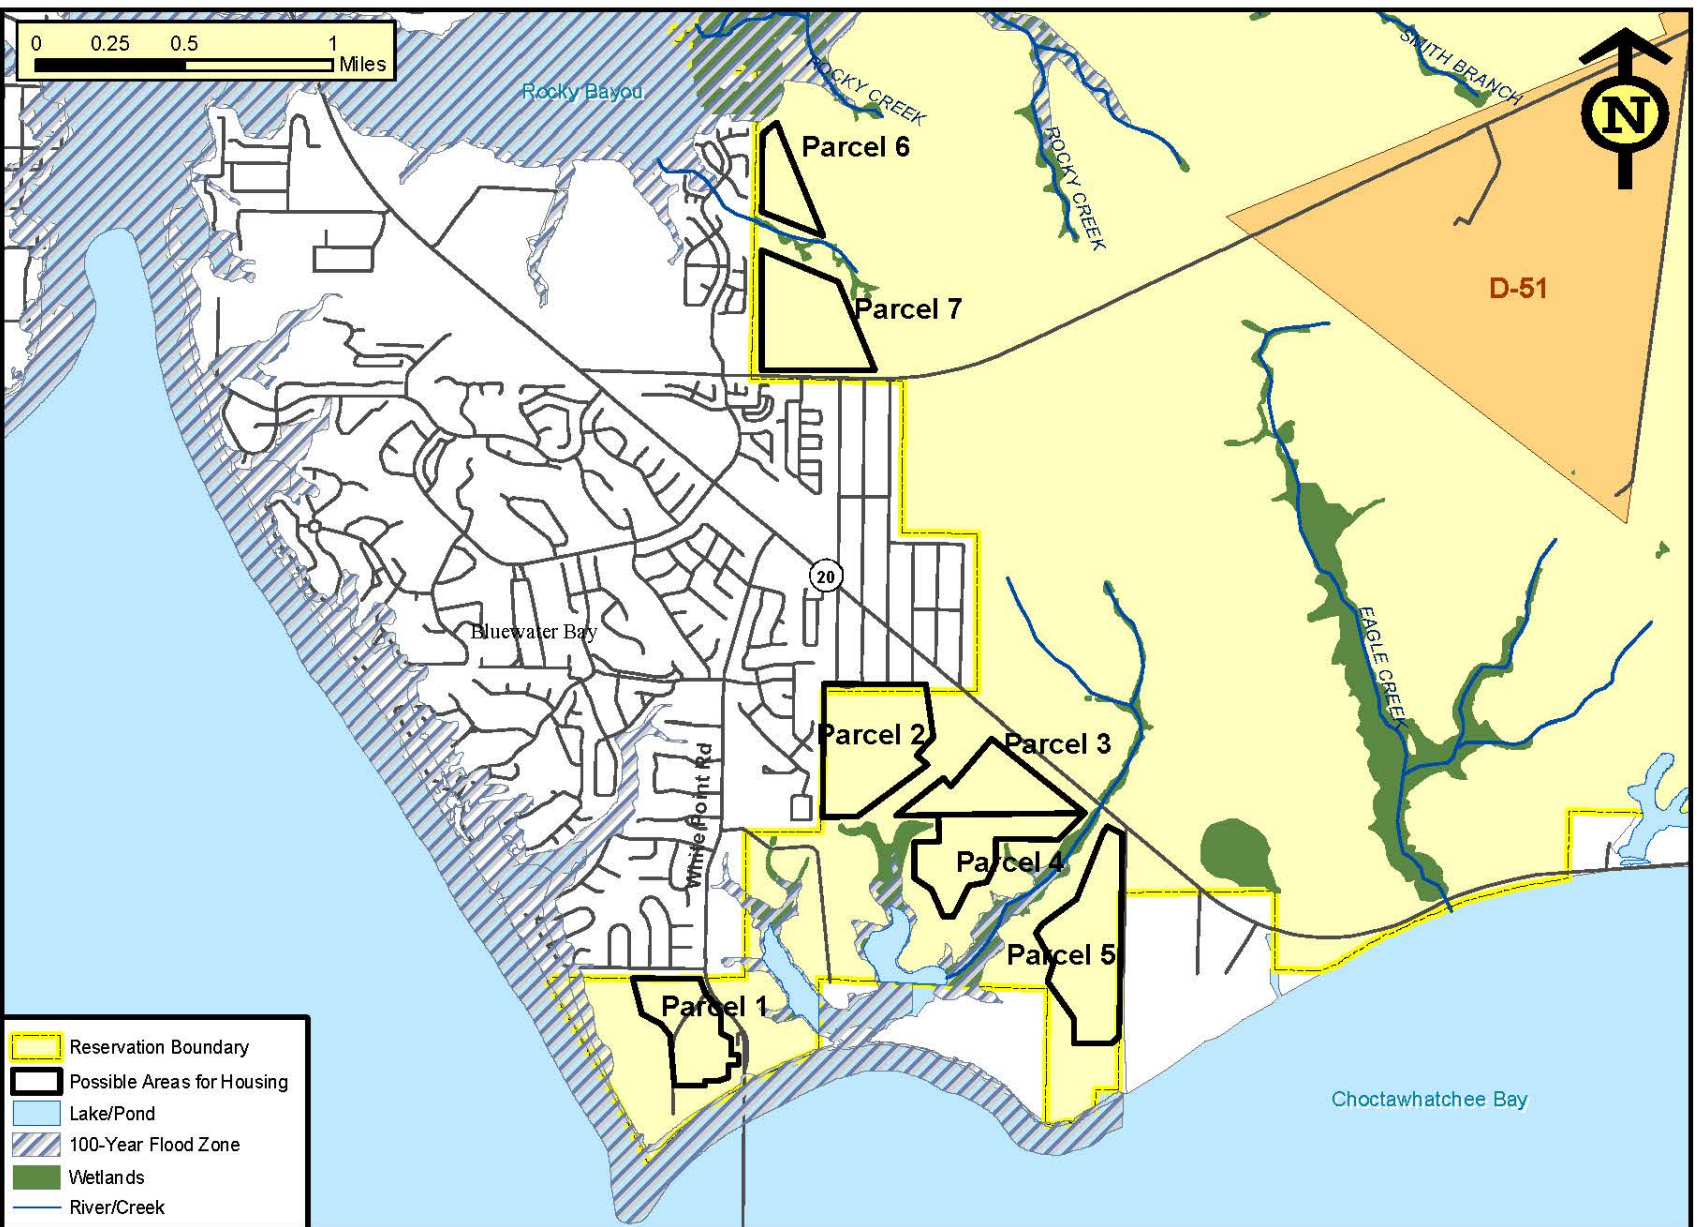 0 0.25 0.5 1
Miles
Rocky Bayou
ROCKY CREEK
SMITH BRANCH
N
Parcel 6
ROCKY CREEK
D-51
Parcel 7
20
Bluewater Bay
EAGLE CREEK
Parcel 2
Parcel 3
White Point Rd
Parcel 4
Parcel 5
Parcel 1
Choctawhatchee Bay
Reservation Boundary
Possible Areas for Housing
Lake/Pond
100-Year Flood Zone
Wetlands
River/Creek